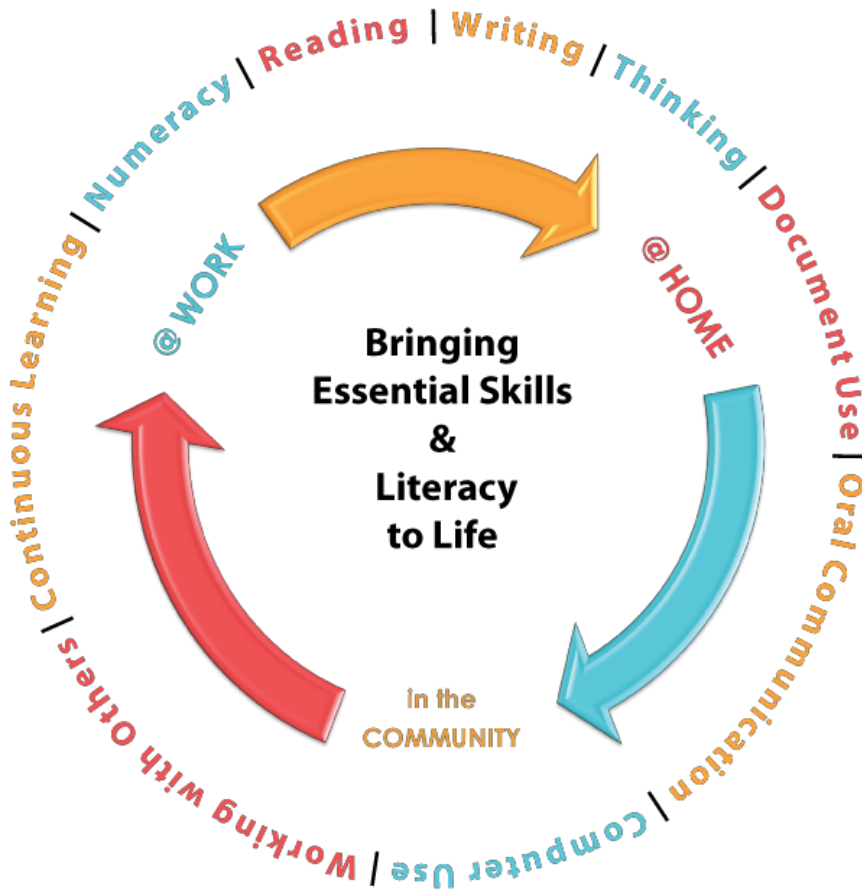 Reading | Writing | Thinking | Document Use | Oral Communication | Computer Use | Working with Others | Continuous Learning | Numeracy |
@ WORK
@ HOME
in the
COMMUNITY
Bringing
Essential Skills
&
Literacy
to Life